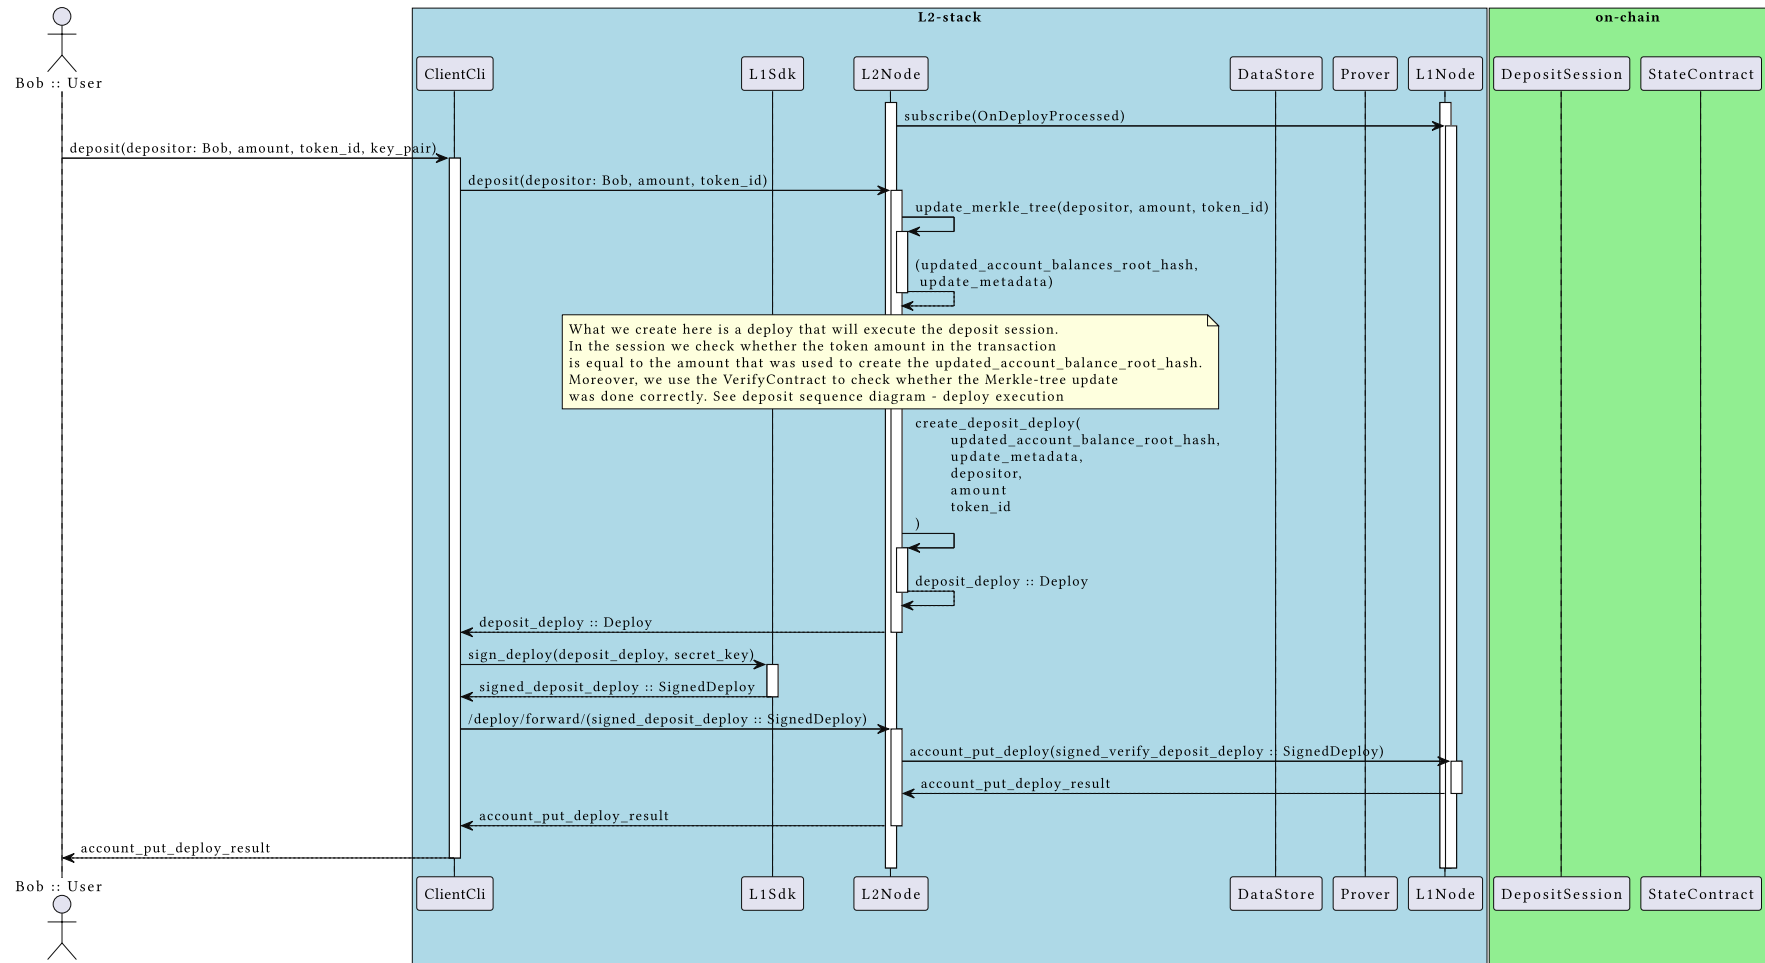 L2-stack
on-chain
Bob :: User
ClientCli
L1Sdk
L2Node
DataStore
Prover
L1Node
DepositSession
StateContract
subscribe(OnDeployProcessed)
deposit(depositor: Bob, amount, token_id, key_pair)
deposit(depositor: Bob, amount, token_id)
update_merkle_tree(depositor, amount, token_id)
(updated_account_balances_root_hash,
update_metadata)
What we create here is a deploy that will execute the deposit session.
In the session we check whether the token amount in the transaction
is equal to the amount that was used to create the updated_account_balance_root_hash.
Moreover, we use the VerifyContract to check whether the Merkle-tree update
was done correctly. See deposit sequence diagram - deploy execution
create_deposit_deploy(
updated_account_balance_root_hash,
update_metadata,
depositor,
amount
token_id
)
deposit_deploy :: Deploy
deposit_deploy :: Deploy
sign_deploy(deposit_deploy, secret_key)
signed_deposit_deploy :: SignedDeploy
/deploy/forward/(signed_deposit_deploy :: SignedDeploy)
account_put_deploy(signed_verify_deposit_deploy :: SignedDeploy)
account_put_deploy_result
account_put_deploy_result
account_put_deploy_result
Bob :: User
ClientCli
L1Sdk
L2Node
DataStore
Prover
L1Node
DepositSession
StateContract